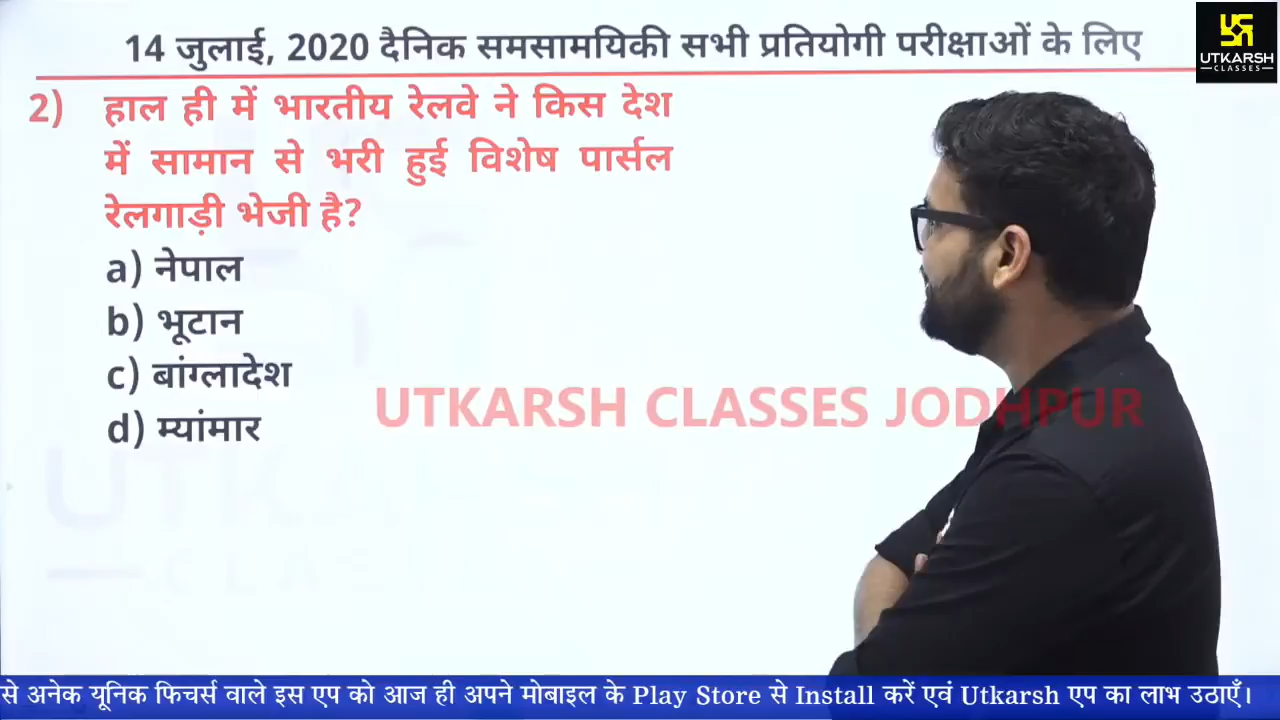 14 जुलाई, 2020 दैनिक समसामयिकी सभी प्रतियोगी परीक्षाओं के लिए
UTKARSH
CLASSES
2) हाल ही में भारतीय रेलवे ने किस देश
में सामान से भरी हुई विशेष पार्सल
रेलगाड़ी भेजी है?
a) नेपाल
b) भूटान
c) बांग्लादेश
d) म्यांमार
UTKARSH CLASSES JODHPUR
से अनेक यूनिक फिचर्स वाले इस एप को आज ही अपने मोबाइल के Play Store से Install करें एवं Utkarsh एप का लाभ उठाएँ।